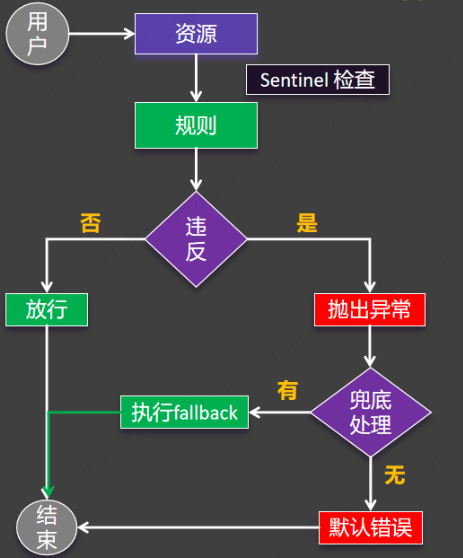 用
户
资源
Sentinel 检查
规则
违
反
否
是
放行
抛出异常
兜底
处理
有
执行fallback
无
结
束
默认错误